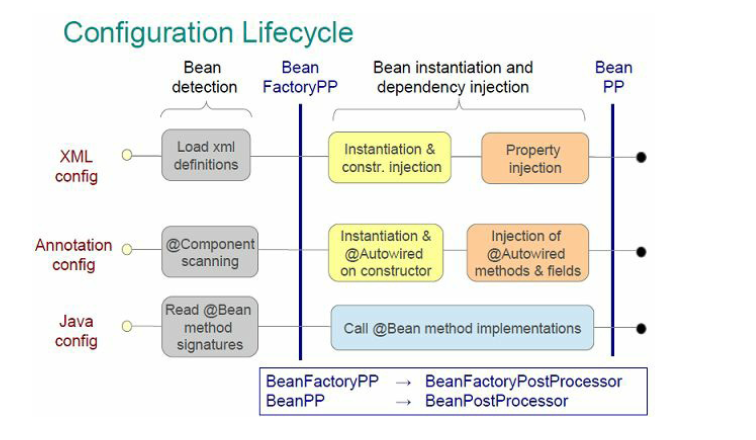 Configuration Lifecycle
Bean
detection
Bean
FactoryPP
Bean instantiation and
dependency injection
Bean
PP
XML
config
Load xml
definitions
Instantiation &
constr. injection
Property
injection
Annotation
config
@Component
scanning
Instantiation &
@Autowired
on constructor
Injection of
@Autowired
methods & fields
Java
config
Read @Bean
method
signatures
Call @Bean method implementations
BeanFactoryPP → BeanFactoryPostProcessor
BeanPP → BeanPostProcessor